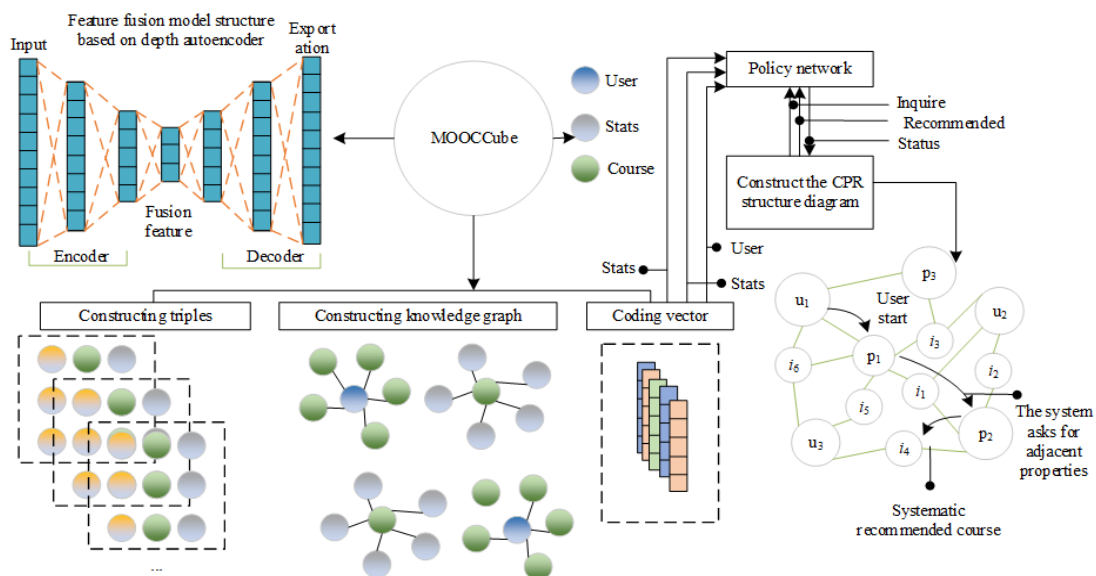 Feature fusion model structure
based on depth autoencoder
Input
Export
ation
Fusion
feature
Encoder
Decoder
MOOCCube
User
Stats
Course
Policy network
Inquire
Recommended
Status
Construct the CPR
structure diagram
User
Stats
Stats
Constructing triples
Constructing knowledge graph
Coding vector
...
u1
p3
User
start
u2
p1
i3
i6
i2
i1
i5
u3
i4
p2
The system
asks for
adjacent
properties
Systematic
recommended course